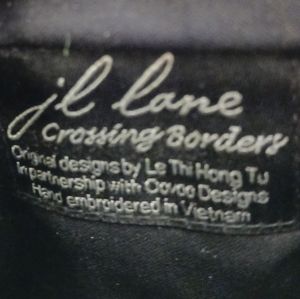 jl lane
Crossing Borders
Original designs by Le Thi Hong Tu
In partnership with Ocvoo Designs
Hand embroidered in Vietnam